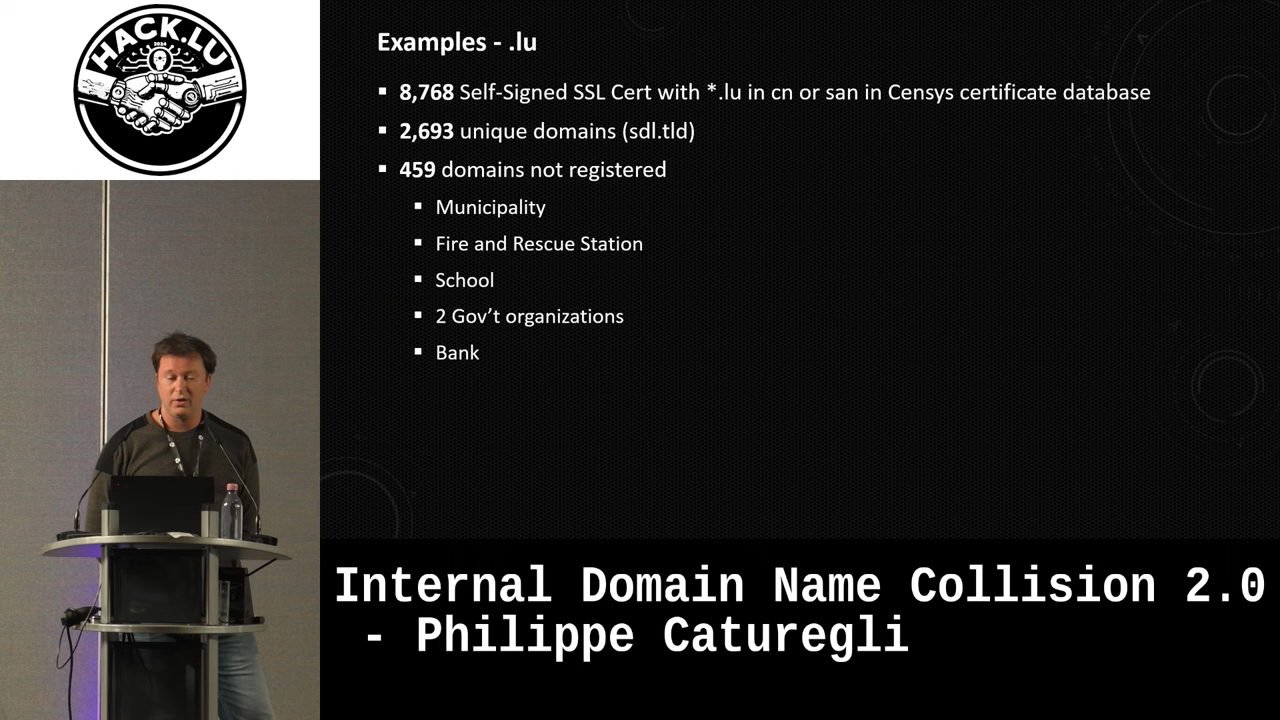 HACK.LU
2024
Examples - .lu
▪ 8,768 Self-Signed SSL Cert with *.lu in cn or san in Censys certificate database
▪ 2,693 unique domains (sdl.tld)
▪ 459 domains not registered
▪ Municipality
▪ Fire and Rescue Station
▪ School
▪ 2 Gov’t organizations
▪ Bank
Internal Domain Name Collision 2.0
- Philippe Caturegli